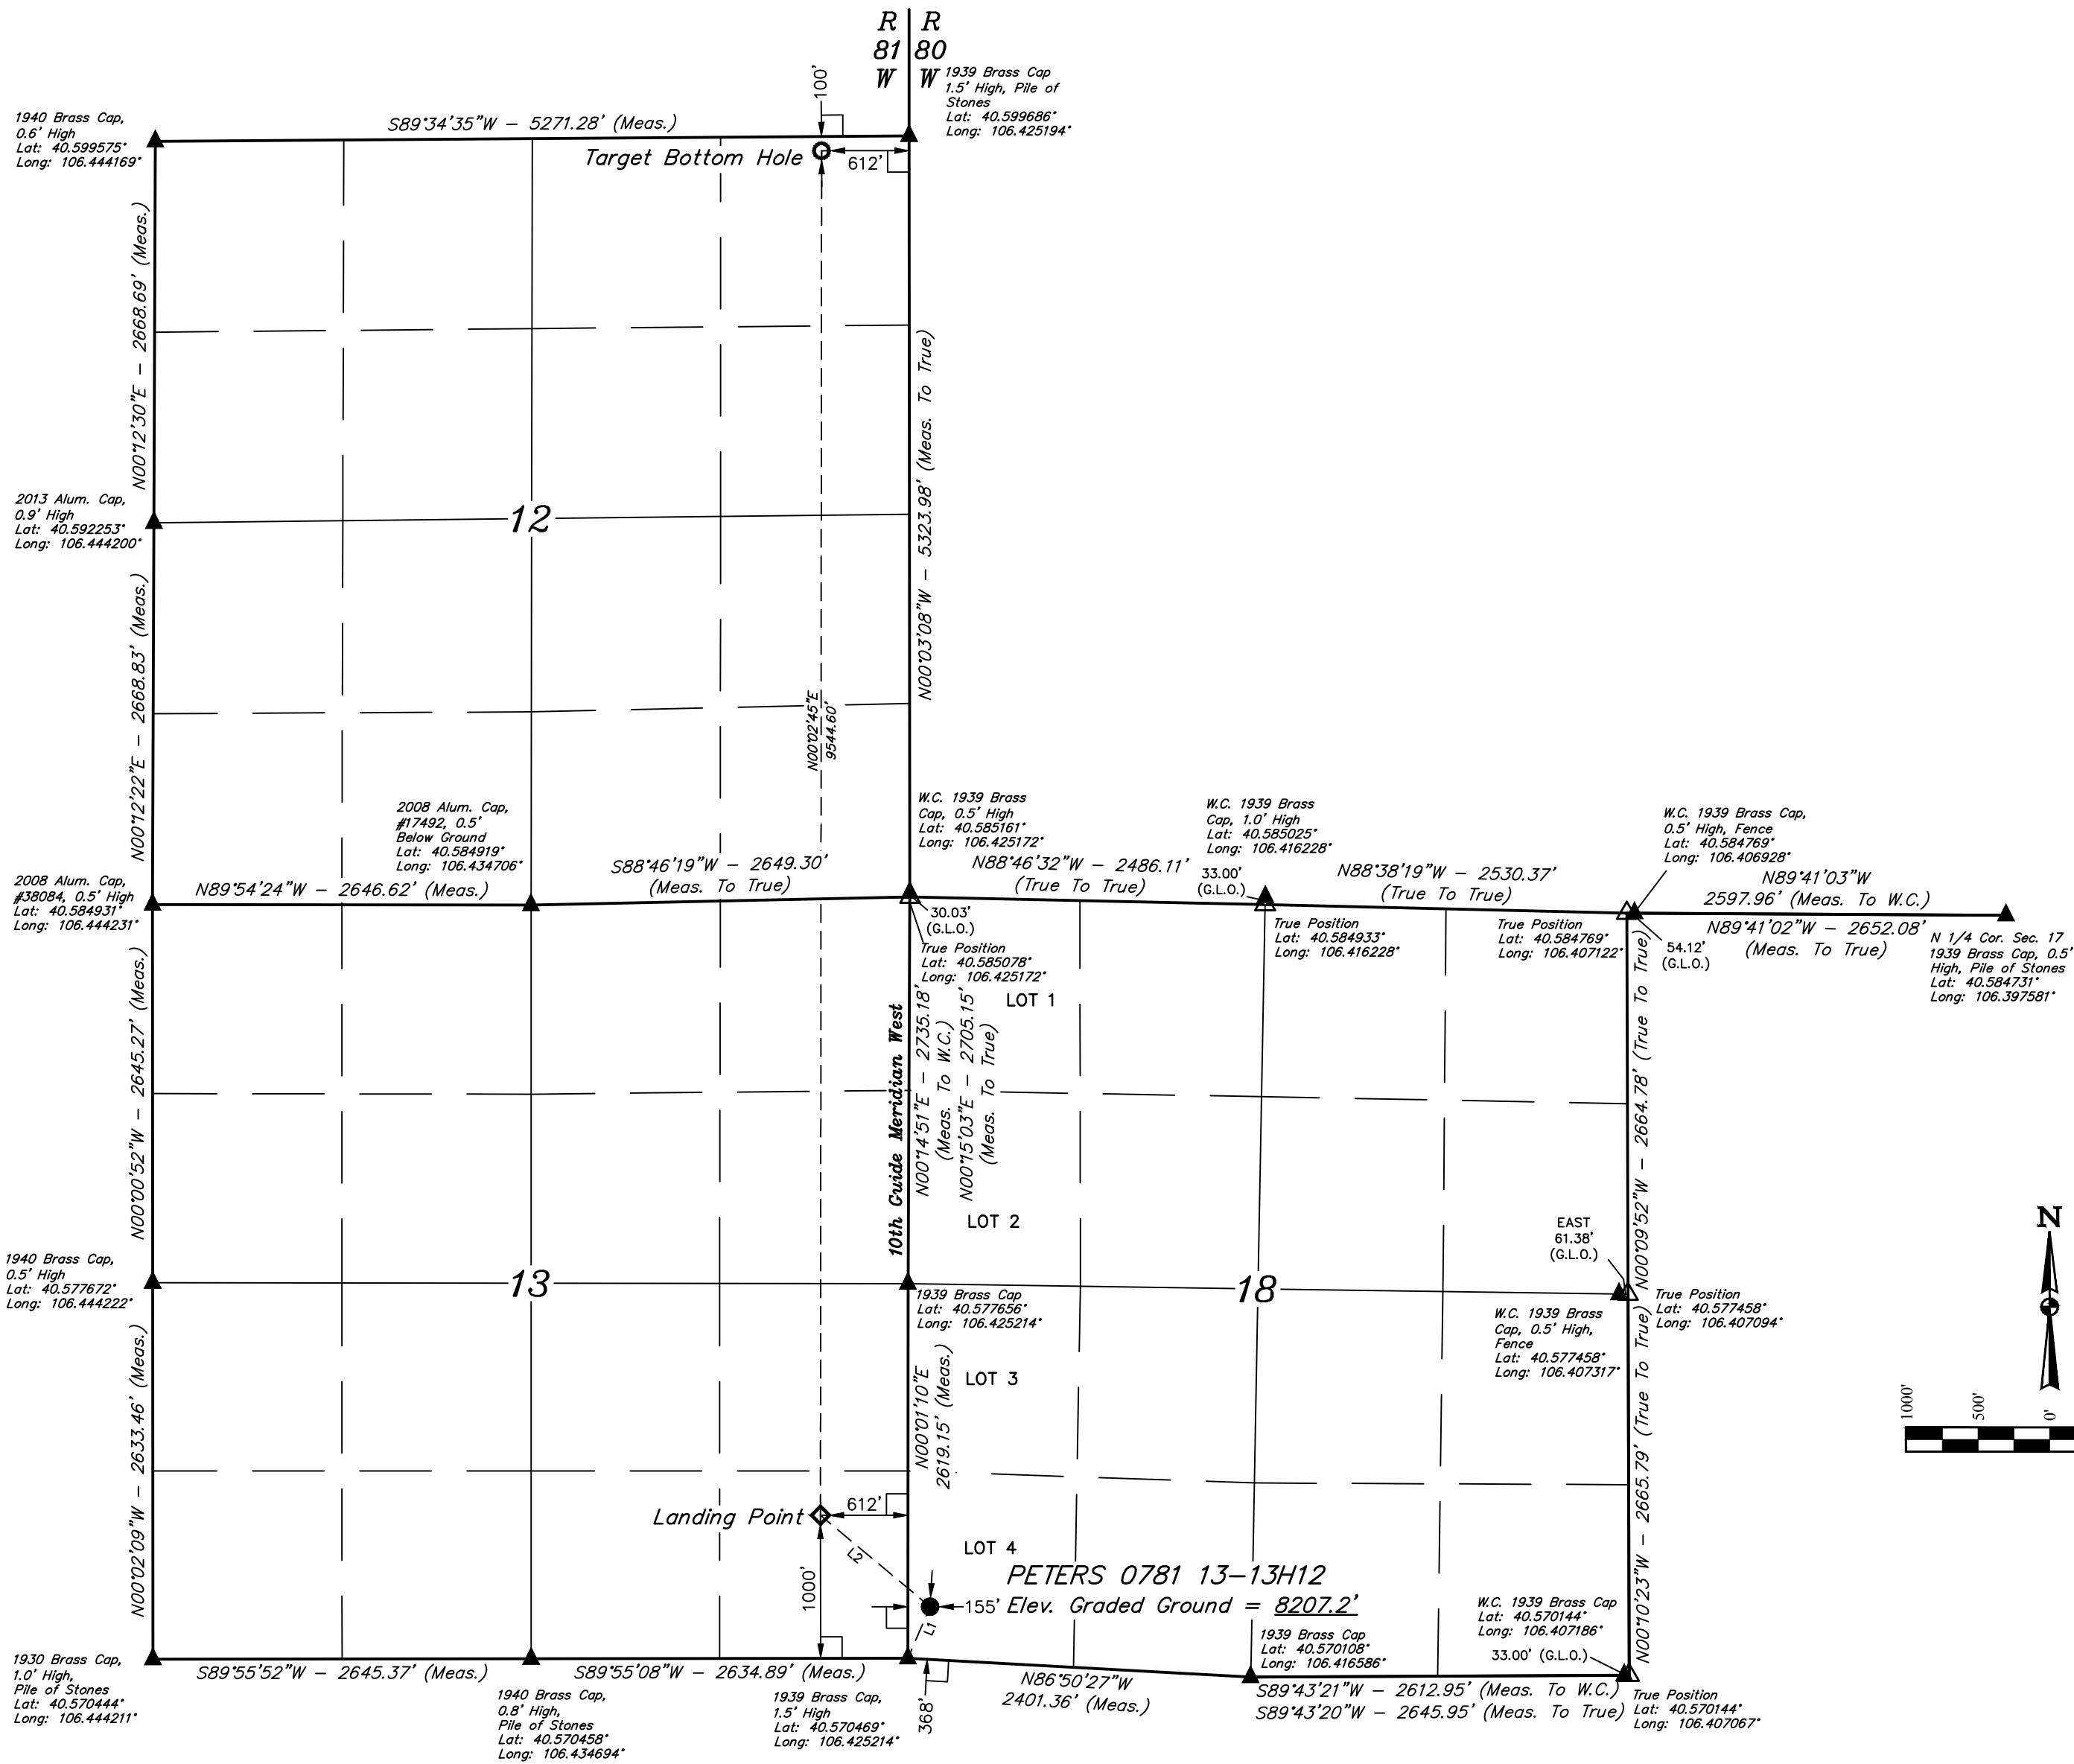 R R
81 80
W W
100'
1939 Brass Cap
1.5' High, Pile of
Stones
Lat: 40.599686°
Long: 106.425194°
1940 Brass Cap,
0.6' High
Lat: 40.599575°
Long: 106.444169°
S89°34'35"W - 5271.28' (Meas.)
Target Bottom Hole
612'
N00°12'30"E - 2668.69' (Meas.)
N00°03'08"W - 5323.98' (Meas. To True)
2013 Alum. Cap,
0.9' High
Lat: 40.592253°
Long: 106.444200°
12
N00°12'22"E - 2668.83' (Meas.)
N00°02'45"E
9544.60'
2008 Alum. Cap,
#17492, 0.5'
Below Ground
Lat: 40.584919°
Long: 106.434706°
W.C. 1939 Brass
Cap, 0.5' High
Lat: 40.585161°
Long: 106.425172°
W.C. 1939 Brass
Cap, 1.0' High
Lat: 40.585025°
Long: 106.416228°
W.C. 1939 Brass Cap,
0.5' High, Fence
Lat: 40.584769°
Long: 106.406928°
2008 Alum. Cap,
#38084, 0.5' High
Lat: 40.584931°
Long: 106.444231°
N89°54'24"W - 2646.62' (Meas.)
S88°46'19"W - 2649.30'
(Meas. To True)
N88°46'32"W - 2486.11'
(True To True)
33.00'
(G.L.O.)
N88°38'19"W - 2530.37'
(True To True)
N89°41'03"W
2597.96' (Meas. To W.C.)
N89°41'02"W - 2652.08'
(Meas. To True)
30.03'
(G.L.O.)
True Position
Lat: 40.585078°
Long: 106.425172°
True Position
Lat: 40.584933°
Long: 106.416228°
True Position
Lat: 40.584769°
Long: 106.407122°
54.12'
(G.L.O.)
N 1/4 Cor. Sec. 17
1939 Brass Cap, 0.5'
High, Pile of Stones
Lat: 40.584731°
Long: 106.397581°
LOT 1
N00°00'52"W - 2645.27' (Meas.)
10th Guide Meridian West
N00°14'51"E - 2735.18'
(Meas. To W.C.)
N00°15'03"E - 2705.15'
(Meas. To True)
N00°09'52"W - 2664.78' (True To True)
LOT 2
EAST
61.38'
(G.L.O.)
N
1940 Brass Cap,
0.5' High
Lat: 40.577672°
Long: 106.444222°
13
18
1939 Brass Cap
Lat: 40.577656°
Long: 106.425214°
W.C. 1939 Brass
Cap, 0.5' High,
Fence
Lat: 40.577458°
Long: 106.407317°
True Position
Lat: 40.577458°
Long: 106.407094°
N00°02'09"W - 2633.46' (Meas.)
N00°01'10"E
2619.15' (Meas.)
LOT 3
N00°10'23"W - 2665.79' (True To True)
1000' 500' 0'
Landing Point
612'
L2
LOT 4
1000'
PETERS 0781 13-13H12
155' Elev. Graded Ground = 8207.2'
L1
W.C. 1939 Brass Cap
Lat: 40.570144°
Long: 106.407186°
33.00' (G.L.O.)
1939 Brass Cap
Lat: 40.570108°
Long: 106.416586°
1930 Brass Cap,
1.0' High,
Pile of Stones
Lat: 40.570444°
Long: 106.444211°
S89°55'52"W - 2645.37' (Meas.)
S89°55'08"W - 2634.89' (Meas.)
1940 Brass Cap,
0.8' High,
Pile of Stones
Lat: 40.570458°
Long: 106.434694°
1939 Brass Cap,
1.5' High
Lat: 40.570469°
Long: 106.425214°
368'
N86°50'27"W
2401.36' (Meas.)
S89°43'21"W - 2612.95' (Meas. To W.C.)
S89°43'20"W - 2645.95' (Meas. To True)
True Position
Lat: 40.570144°
Long: 106.407067°